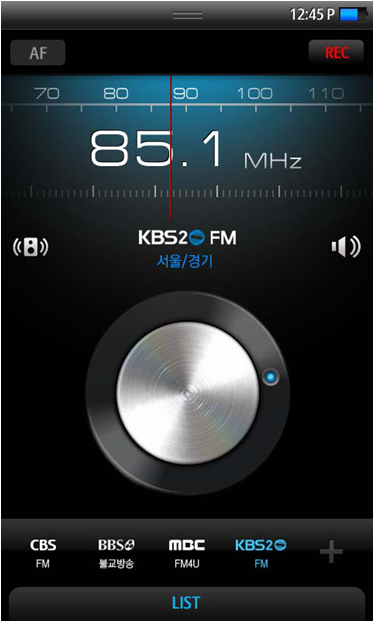 12:45 P
AF
REC
70 80 90 100 110
85.1 MHz
KBS2 FM
서울/경기
CBS BBS MBC KBS2
FM 불교방송 FM4U FM
LIST